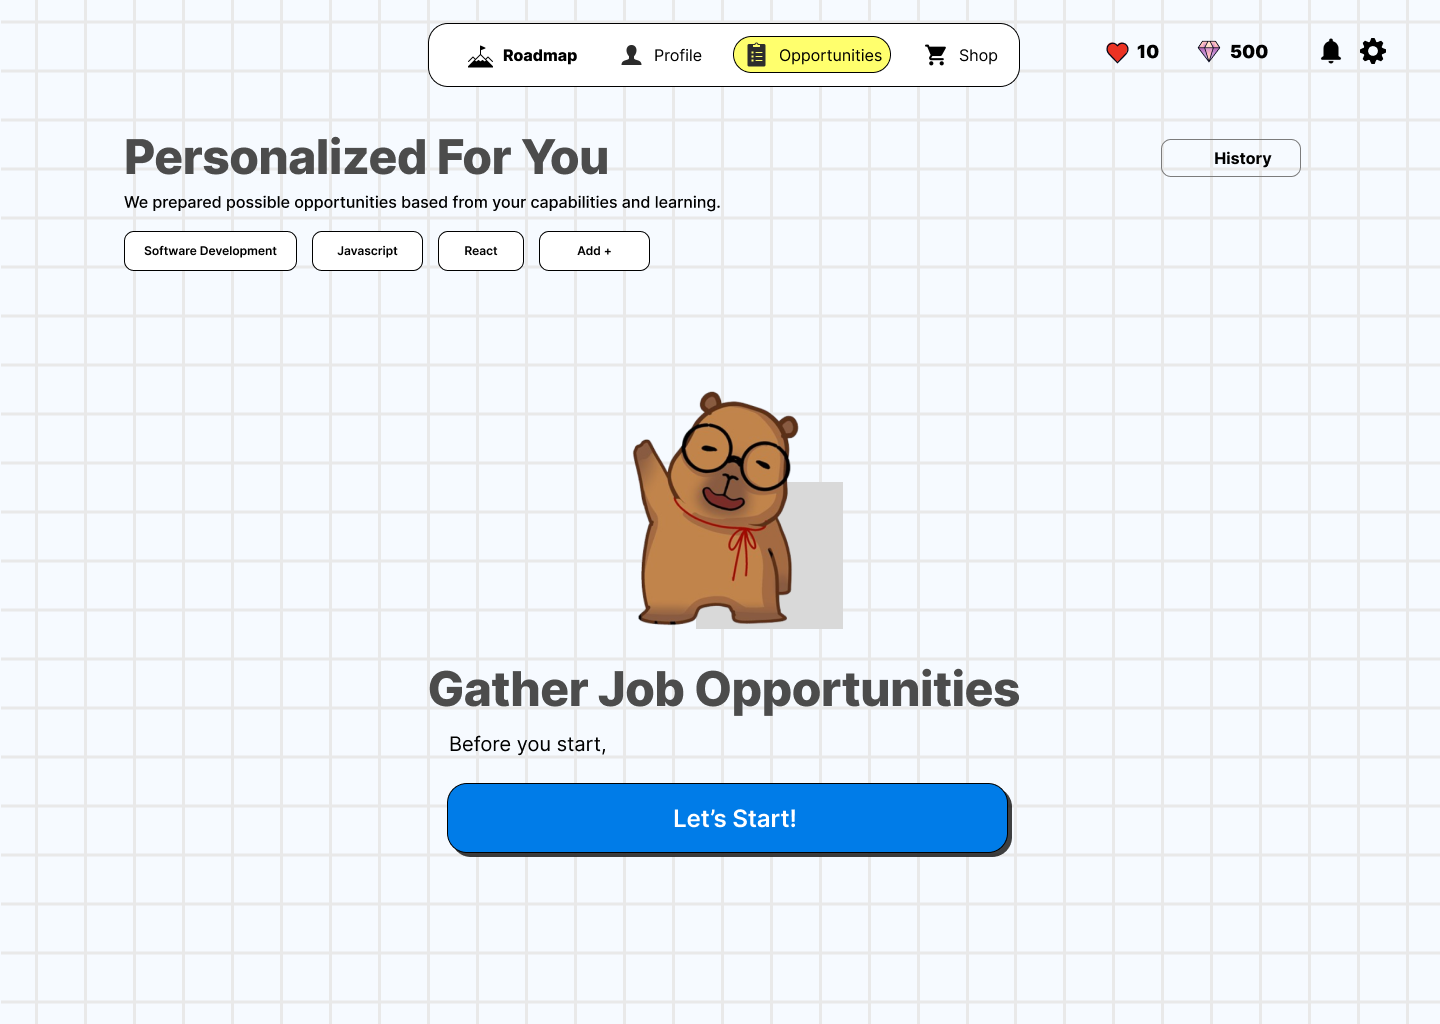 Roadmap Profile Opportunities Shop 10 500
Personalized For You
History
We prepared possible opportunities based from your capabilities and learning.
Software Development Javascript React Add +
Gather Job Opportunities
Before you start,
Let’s Start!